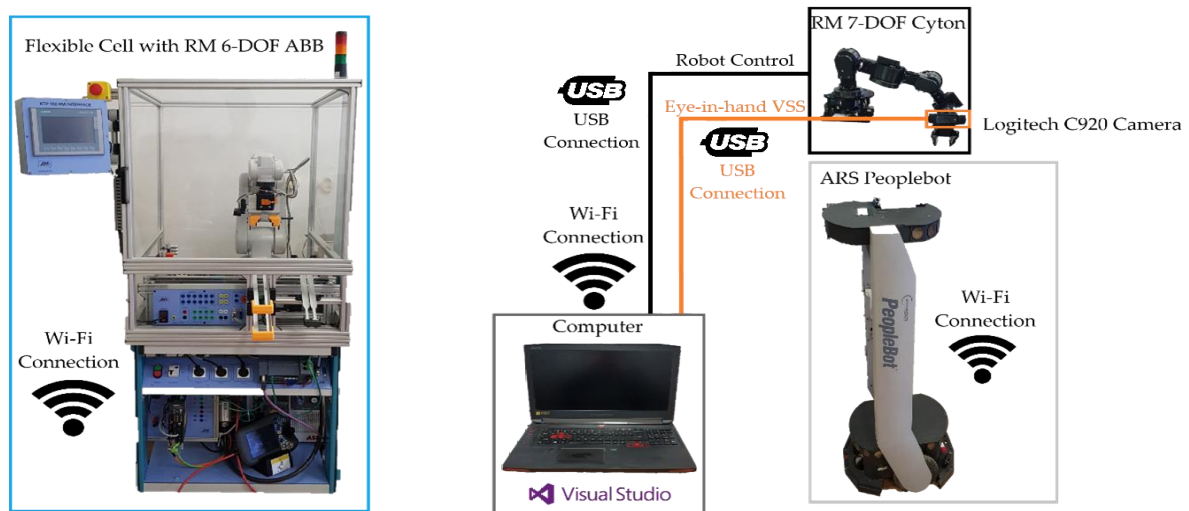 Flexible Cell with RM 6-DOF ABB
Wi-Fi
Connection
RM 7-DOF Cyton
Robot Control
USB
USB
Connection
Eye-in-hand VSS
USB
USB
Connection
Logitech C920 Camera
Wi-Fi
Connection
Computer
Visual Studio
ARS Peoplebot
PeopleBot
Wi-Fi
Connection